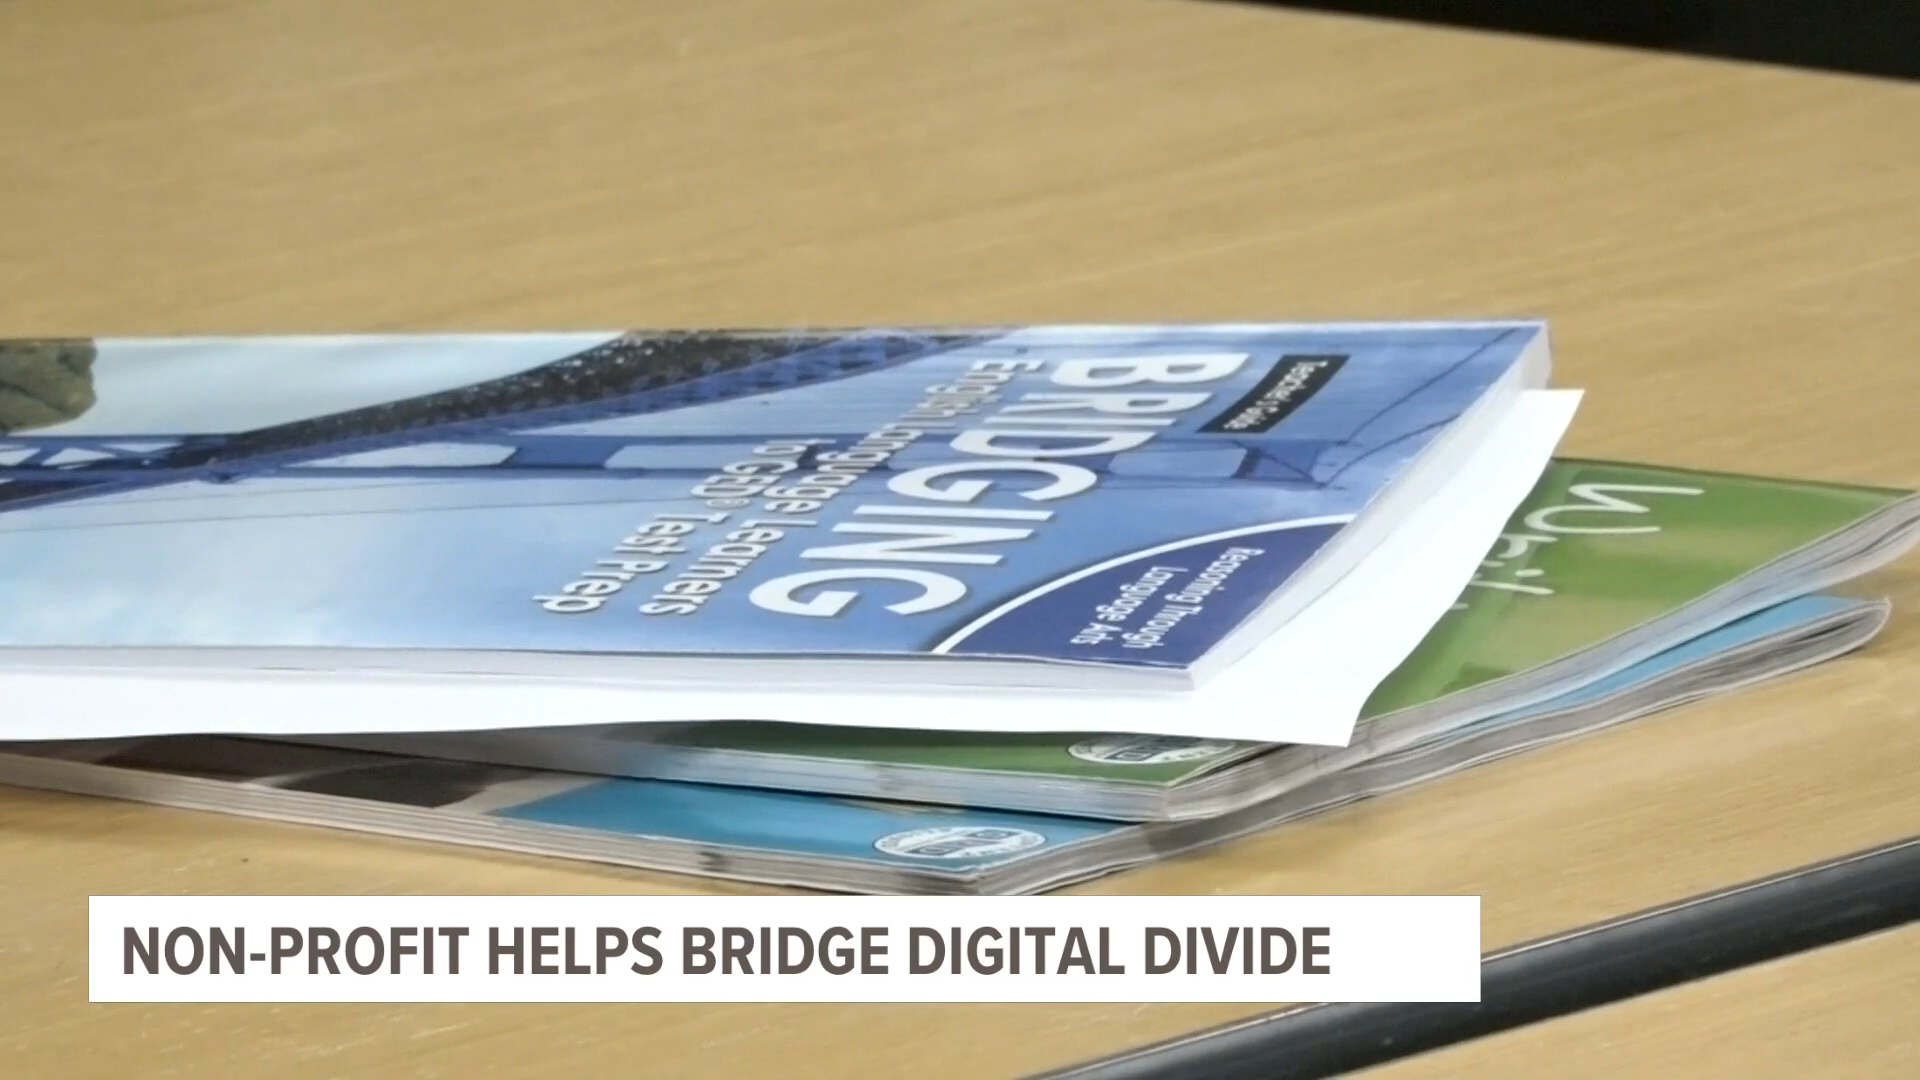 Teacher's Guide
BRIDGING
English Language Learners
to GED® Test Prep
Reasoning Through
Language Arts
NON-PROFIT HELPS BRIDGE DIGITAL DIVIDE